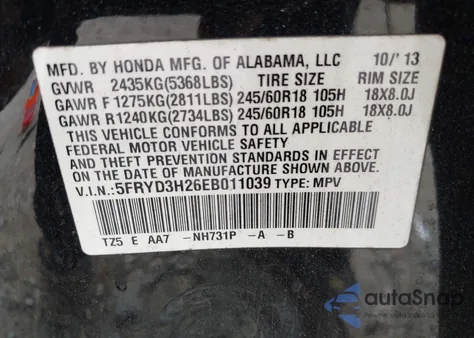 MFD. BY HONDA MFG. OF ALABAMA, LLC 10/'13
GVWR 2435KG(5368LBS) TIRE SIZE RIM SIZE
GAWR F 1275KG(2811LBS) 245/60R18 105H 18X8.0J
GAWR R 1240KG(2734LBS) 245/60R18 105H 18X8.0J
THIS VEHICLE CONFORMS TO ALL APPLICABLE
FEDERAL MOTOR VEHICLE SAFETY
AND THEFT PREVENTION STANDARDS IN EFFECT
ON THE DATE OF MANUFACTURE SHOWN ABOVE.
V.I.N.:5FRYD3H26EB011039 TYPE: MPV
TZ5 E AA7 -NH731P -A -B
autoSnap